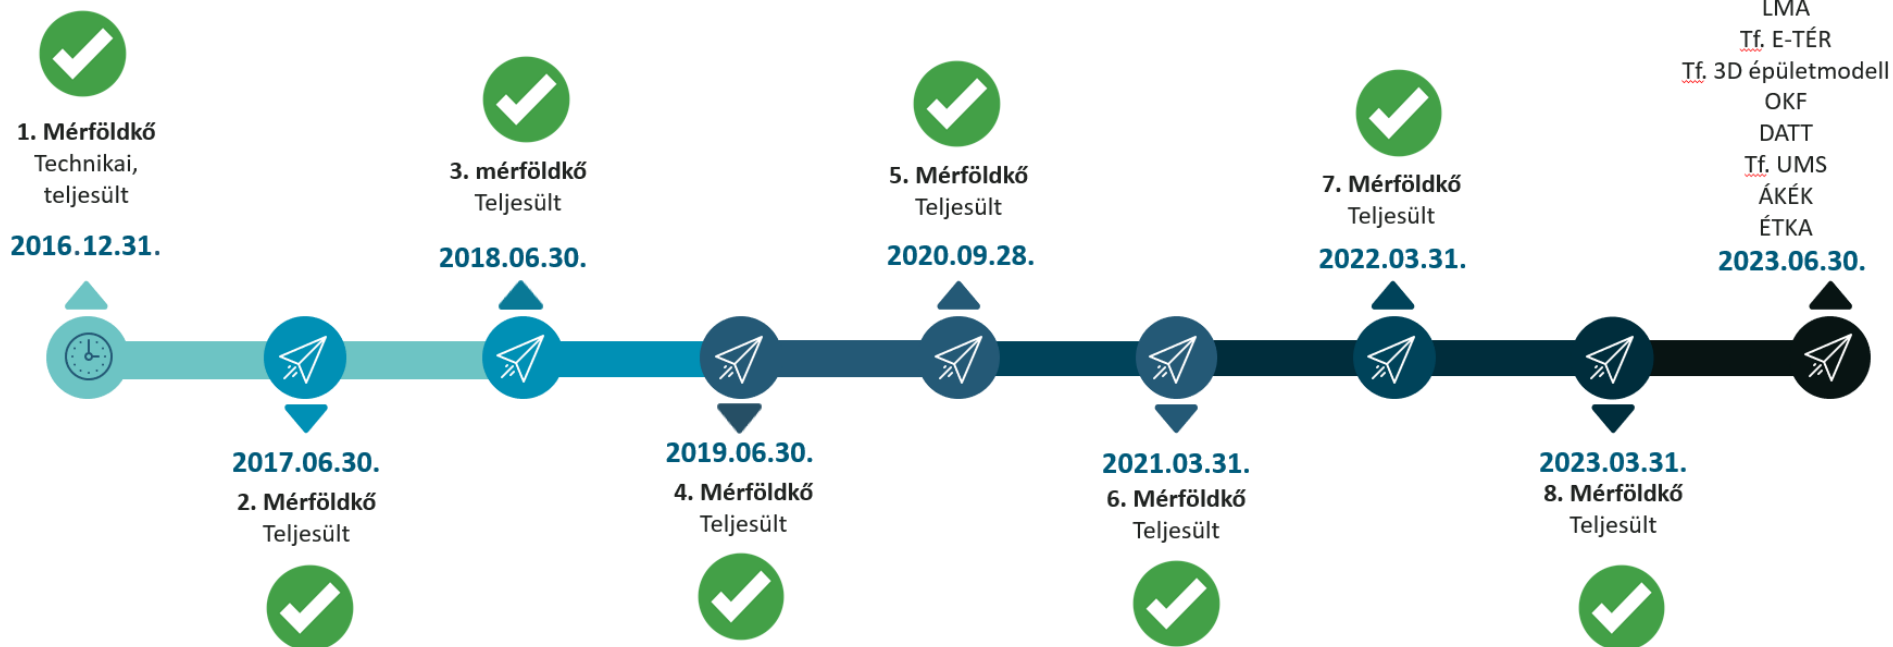 1. Mérföldkő
Technikai,
teljesült
2016.12.31.
2017.06.30.
2. Mérföldkő
Teljesült
3. mérföldkő
Teljesült
2018.06.30.
2019.06.30.
4. Mérföldkő
Teljesült
5. Mérföldkő
Teljesült
2020.09.28.
2021.03.31.
6. Mérföldkő
Teljesült
7. Mérföldkő
Teljesült
2022.03.31.
2023.03.31.
8. Mérföldkő
Teljesült
LMA
Tf. E-TÉR
Tf. 3D épületmodell
OKF
DATT
Tf. UMS
ÁKÉK
ÉTKA
2023.06.30.